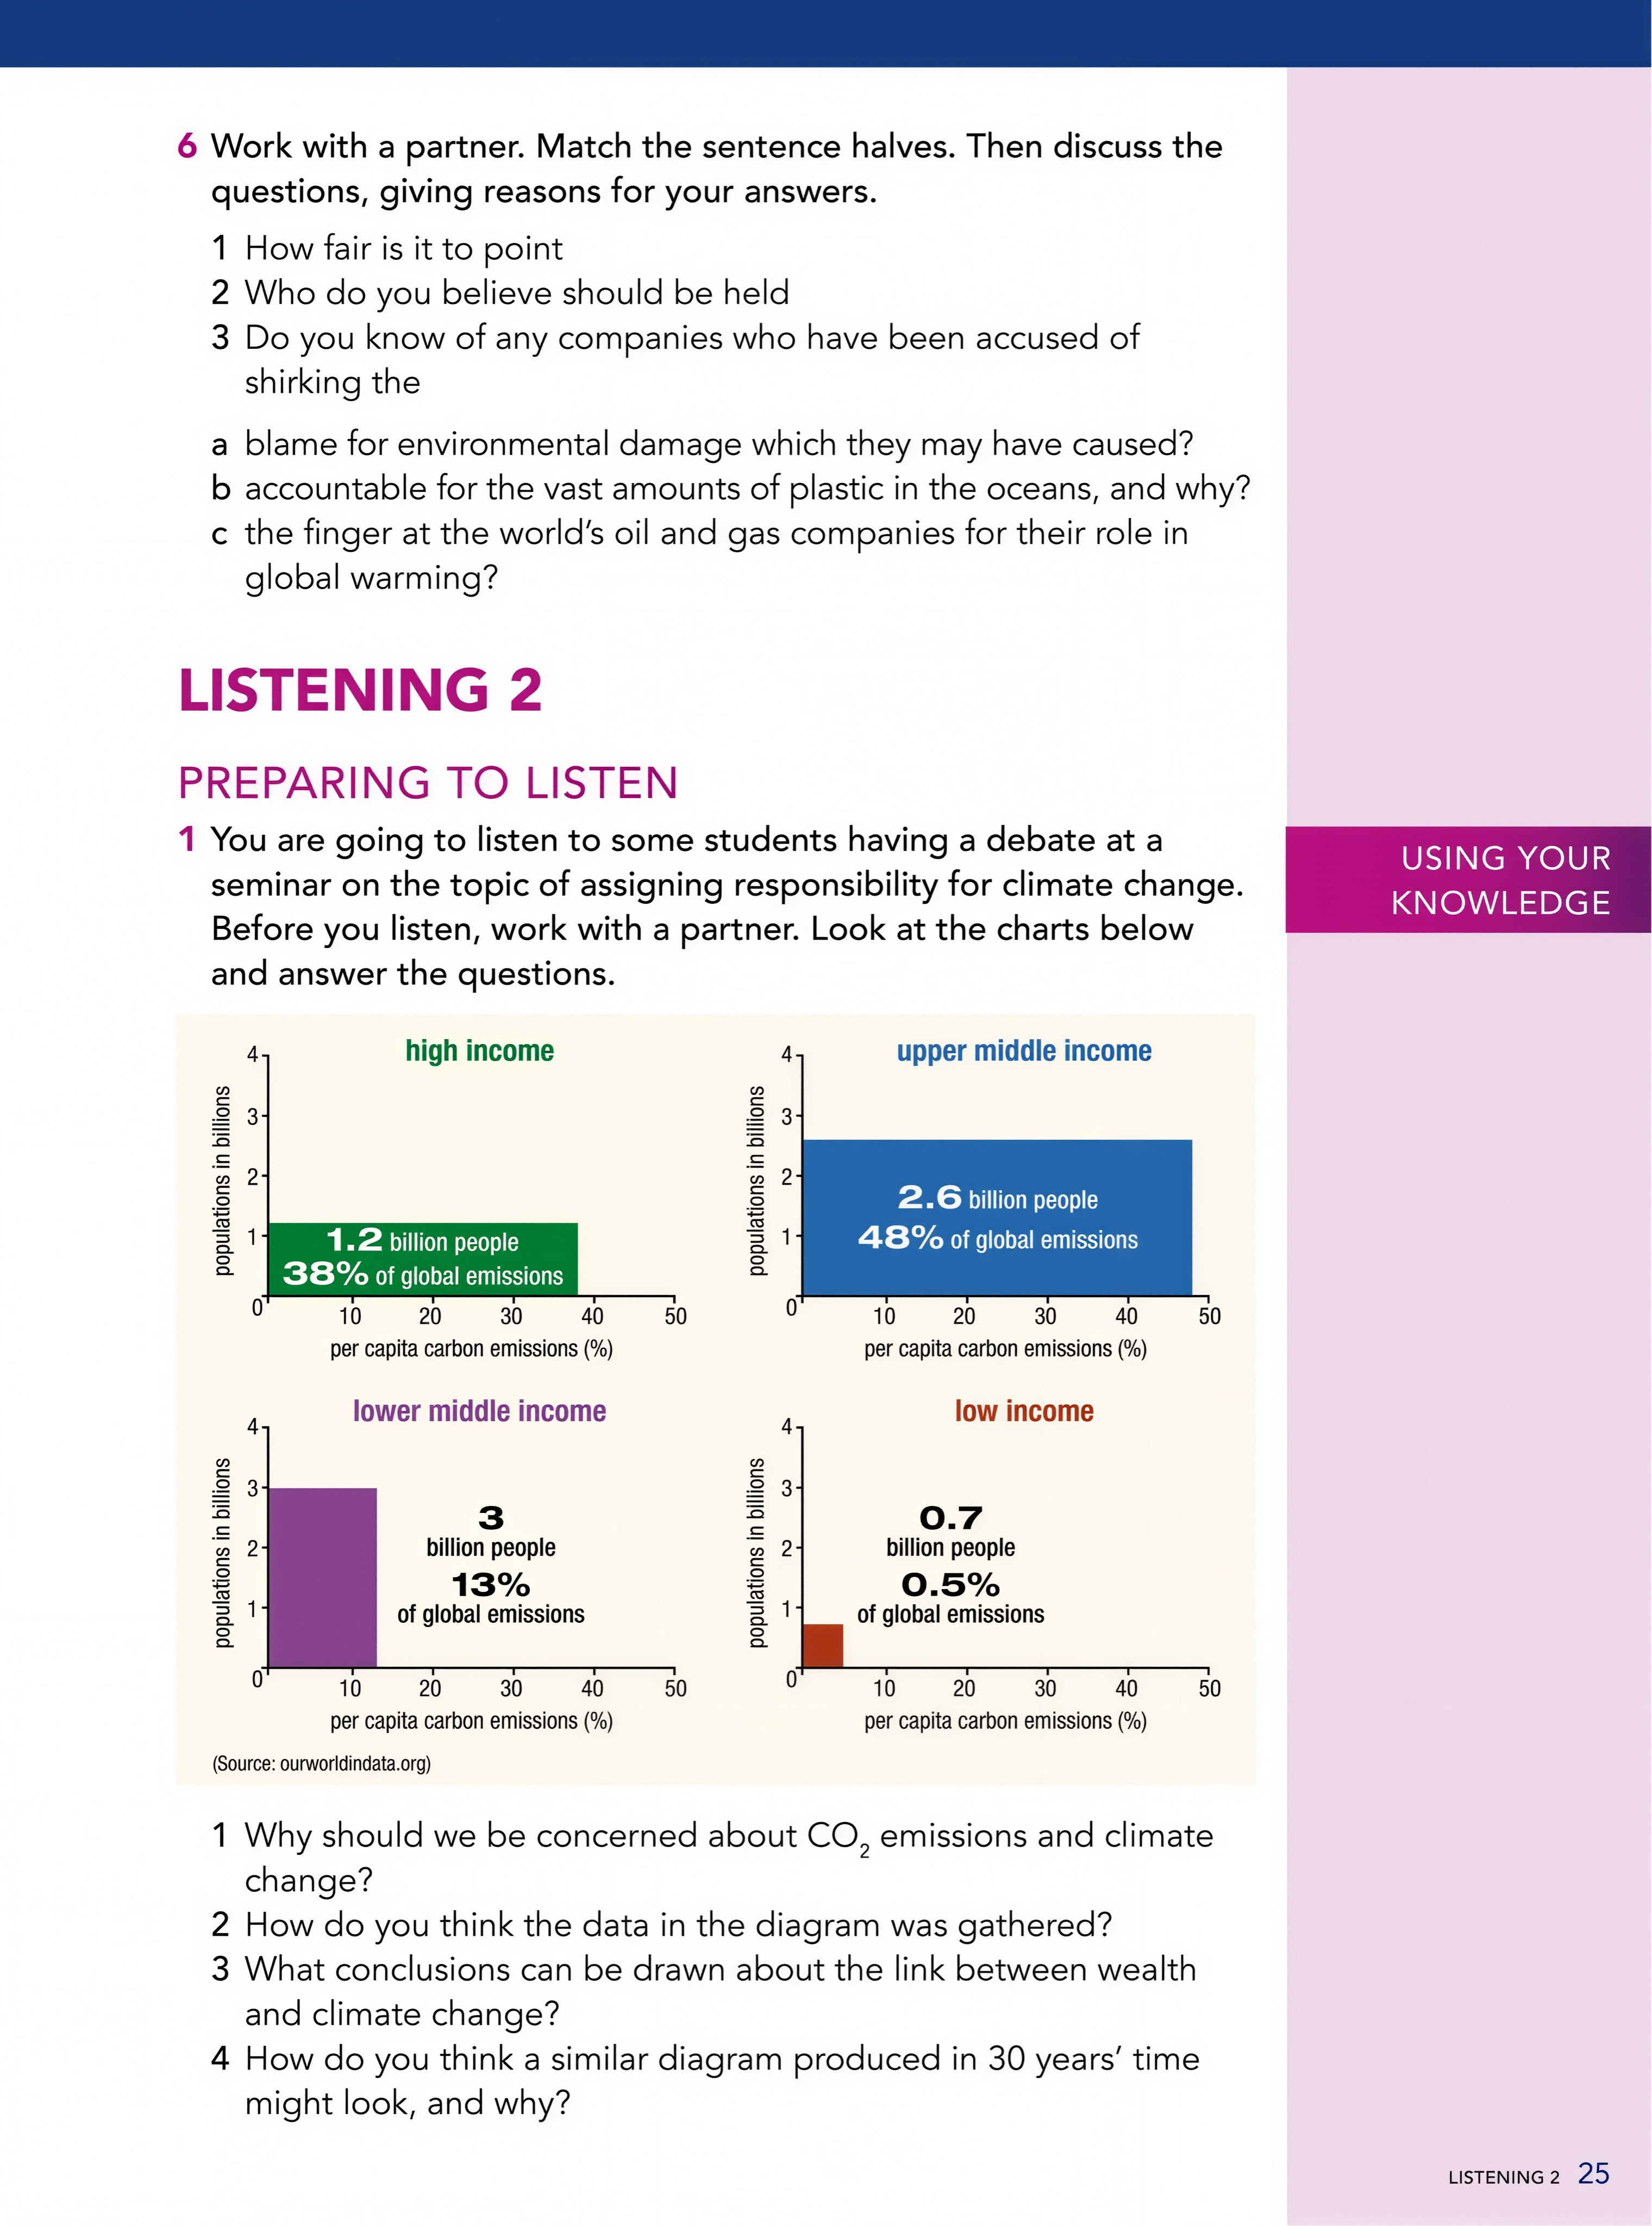 6 Work with a partner. Match the sentence halves. Then discuss the
questions, giving reasons for your answers.
1 How fair is it to point
2 Who do you believe should be held
3 Do you know of any companies who have been accused of
shirking the
a blame for environmental damage which they may have caused?
b accountable for the vast amounts of plastic in the oceans, and why?
c the finger at the world's oil and gas companies for their role in
global warming?
LISTENING 2
PREPARING TO LISTEN
1 You are going to listen to some students having a debate at a
seminar on the topic of assigning responsibility for climate change.
Before you listen, work with a partner. Look at the charts below
and answer the questions.
USING YOUR
KNOWLEDGE
high income
populations in billions
4
3
2
1
0
1.2 billion people
38% of global emissions
10 20 30 40 50
per capita carbon emissions (%)
upper middle income
populations in billions
4
3
2
1
0
2.6 billion people
48% of global emissions
10 20 30 40 50
per capita carbon emissions (%)
lower middle income
populations in billions
4
3
2
1
0
3
billion people
13%
of global emissions
10 20 30 40 50
per capita carbon emissions (%)
low income
populations in billions
4
3
2
1
0
0.7
billion people
0.5%
of global emissions
10 20 30 40 50
per capita carbon emissions (%)
(Source: ourworldindata.org)
1 Why should we be concerned about CO₂ emissions and climate
change?
2 How do you think the data in the diagram was gathered?
3 What conclusions can be drawn about the link between wealth
and climate change?
4 How do you think a similar diagram produced in 30 years' time
might look, and why?
LISTENING 2 25